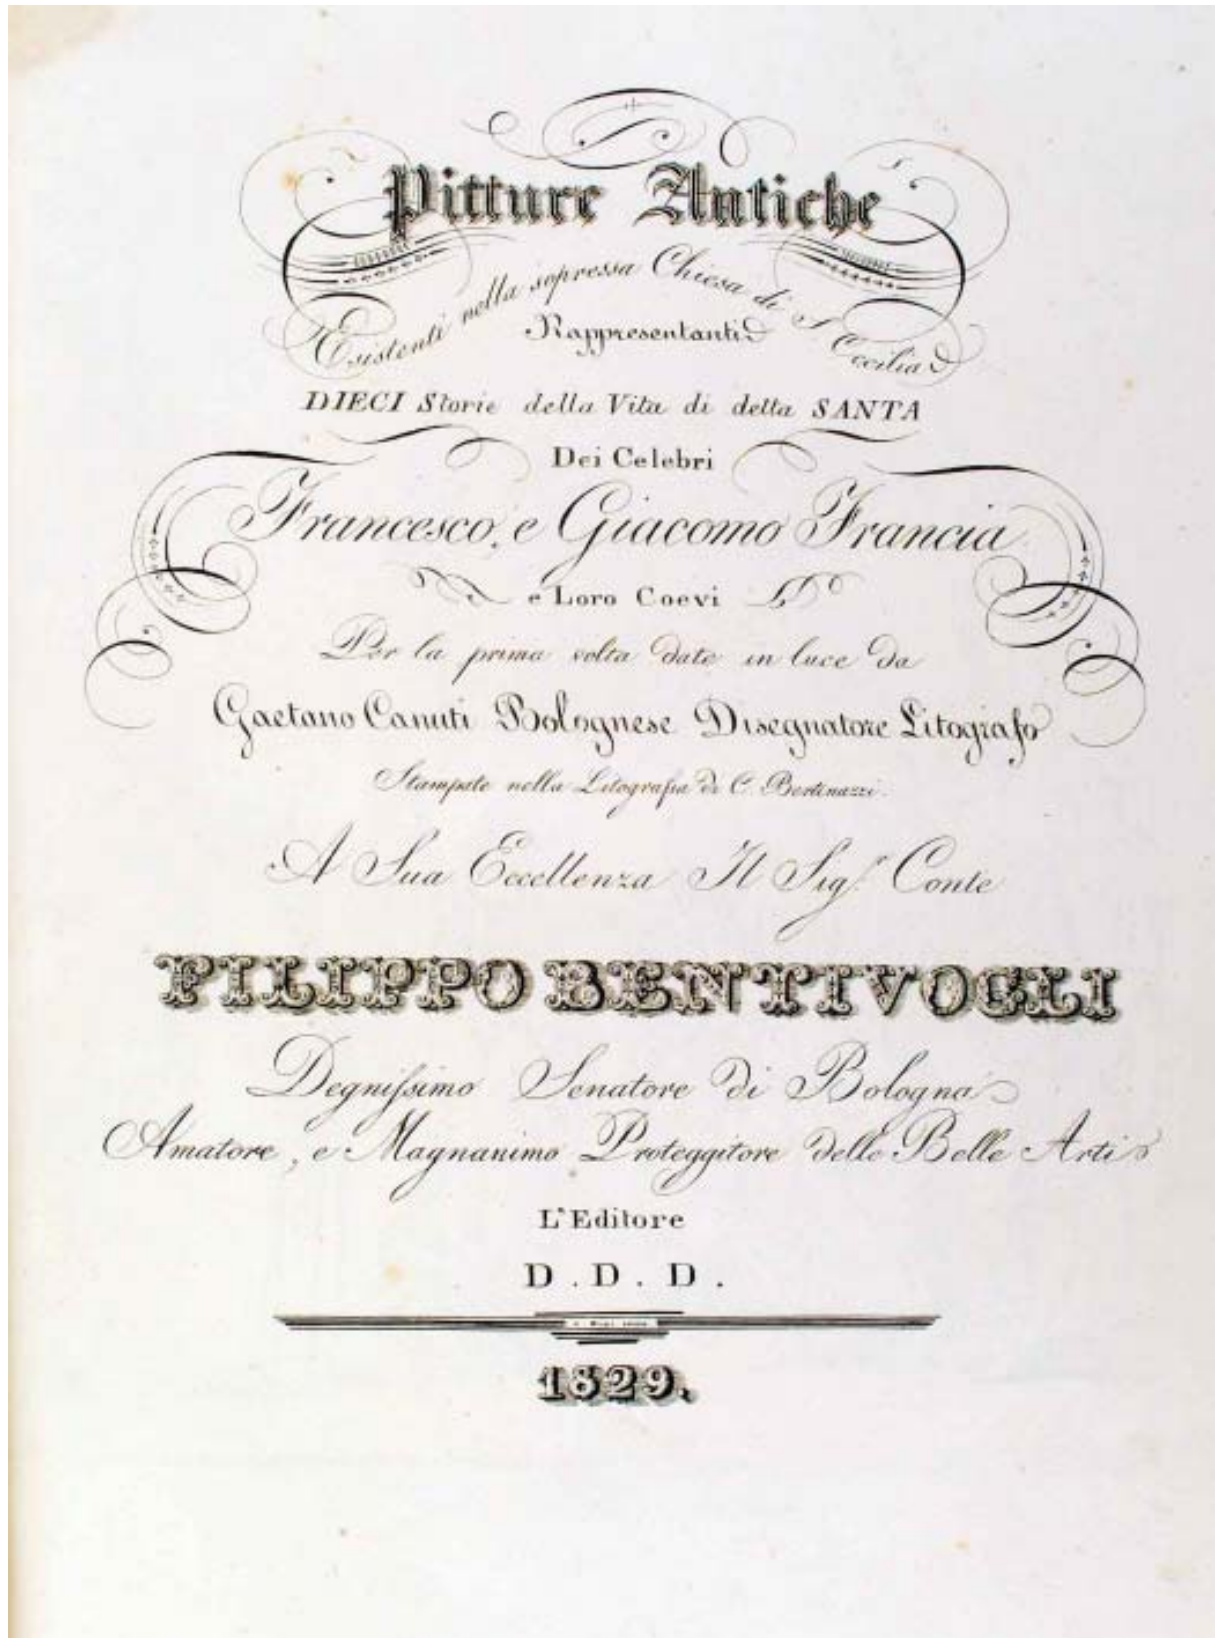 Pitture Antiche
Esistenti nella sopressa Chiesa di S Cecilia
Rappresentanti
DIECI Storie della Vita di detta SANTA
Dei Celebri
Francesco, e Giacomo Francia
e Loro Coevi
Per la prima volta date in luce da
Gaetano Canuti Bolognese Disegnatore Litografo
Stampate nella Litografia di C. Bertinazzi.
A Sua Eccellenza Il Sig.r Conte
FILIPPO BENTIVOGLI
Degnissimo Senatore di Bologna
Amatore, e Magnanimo Proteggitore delle Belle Arti
L'Editore
D. D. D.
1829.